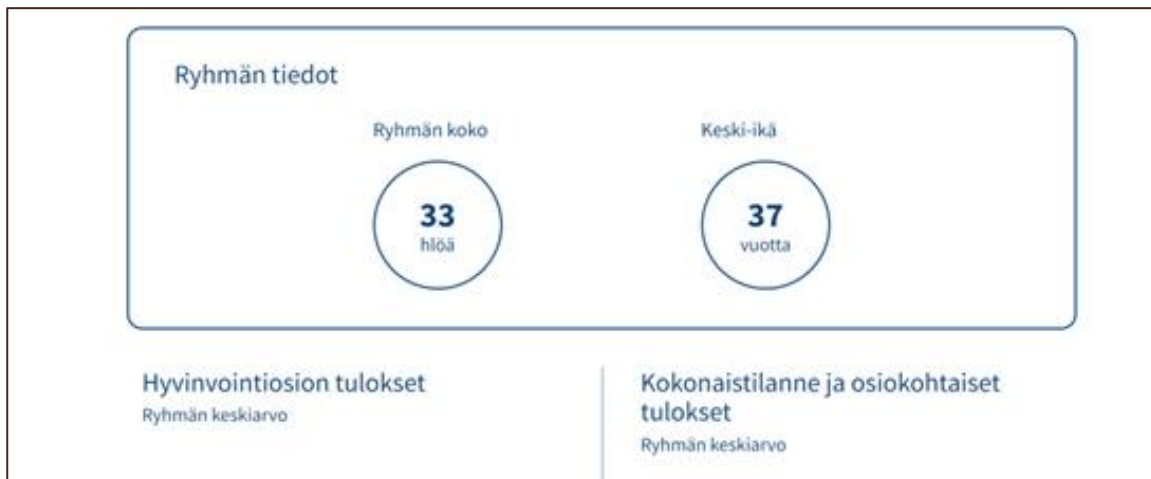 Ryhmän tiedot
Ryhmän koko
33
hlöä
Keski-ikä
37
vuotta
Hyvinvointiosion tulokset
Ryhmän keskiarvo
Kokonaistilanne ja osiokohtaiset
tulokset
Ryhmän keskiarvo